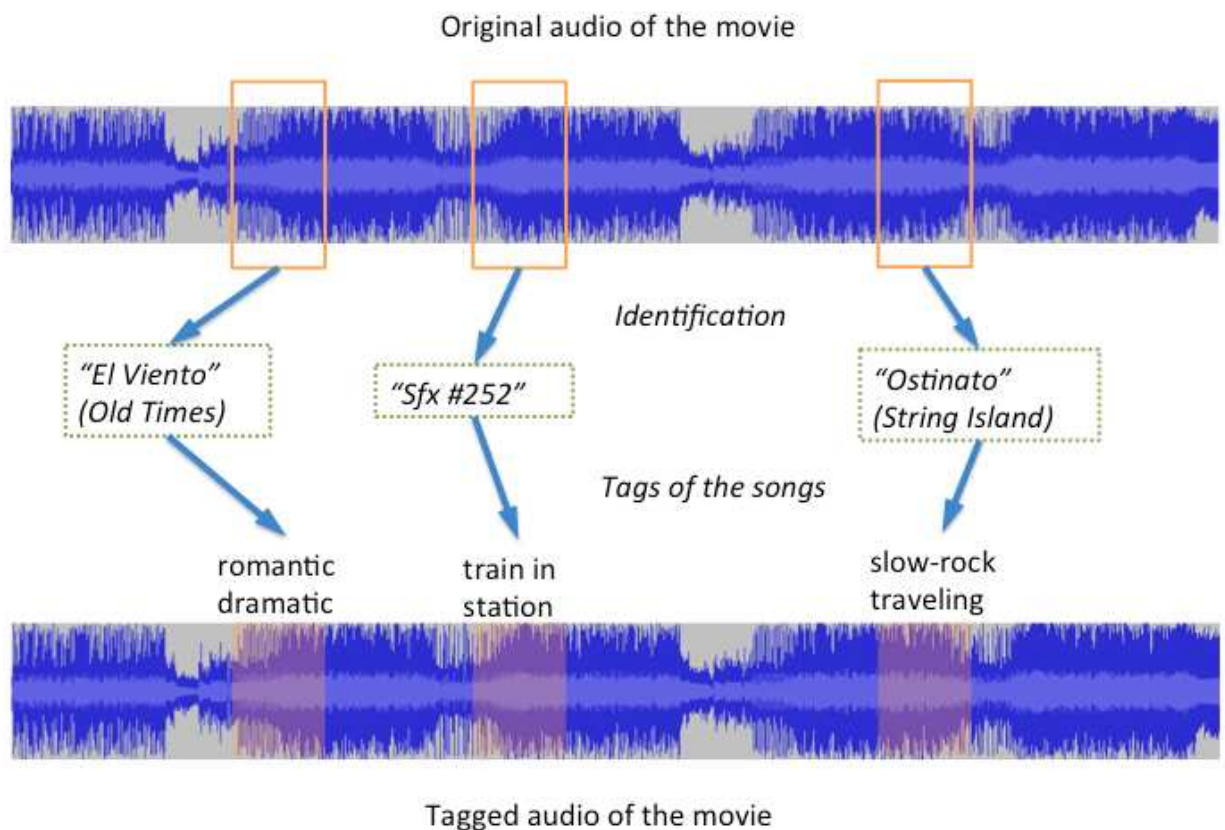 Original audio of the movie
Identification
“El Viento”
(Old Times)
“Sfx #252”
“Ostinato”
(String Island)
Tags of the songs
romantic
dramatic
train in
station
slow-rock
traveling
Tagged audio of the movie